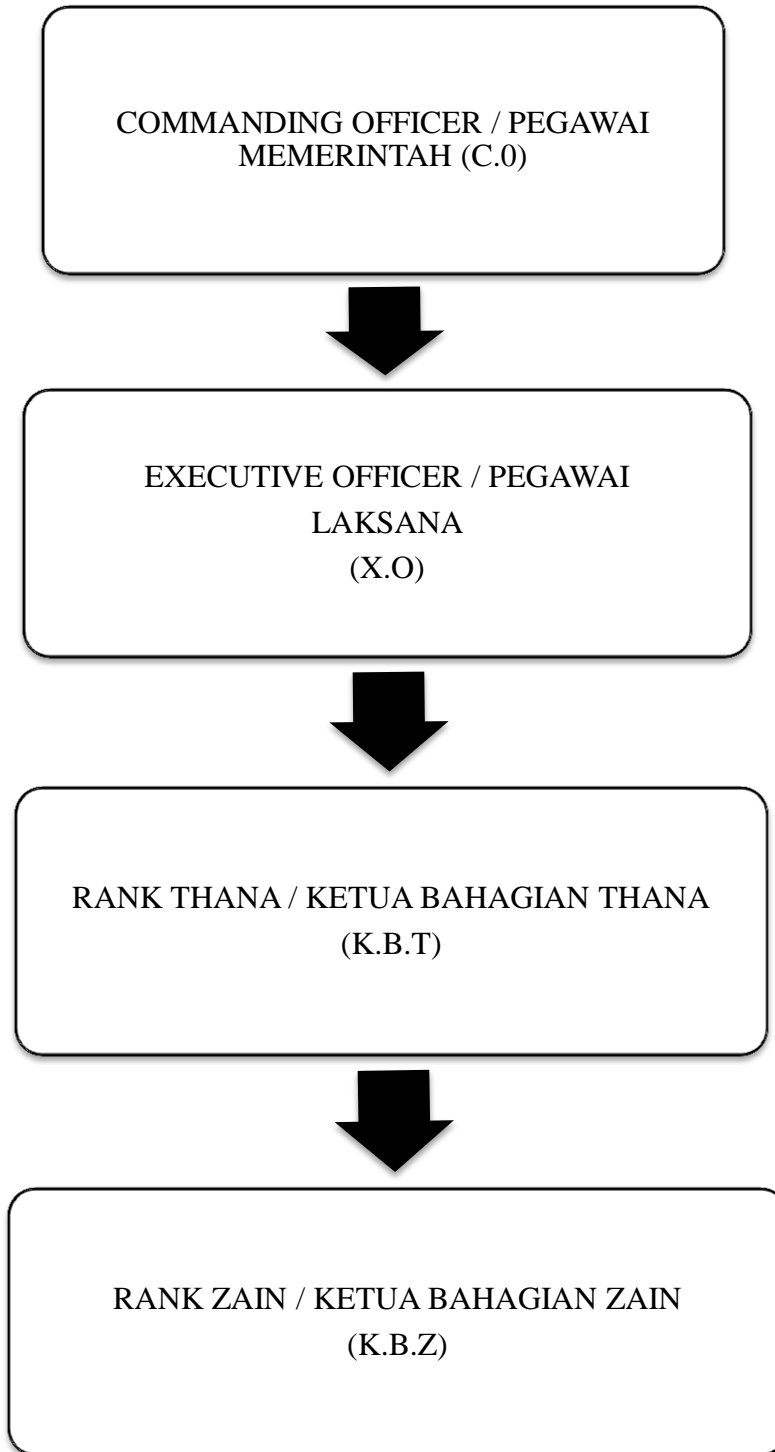 COMMANDING OFFICER / PEGAWAI
MEMERINTAH (C.0)
EXECUTIVE OFFICER / PEGAWAI
LAKSANA
(X.O)
RANK THANA / KETUA BAHAGIAN THANA
(K.B.T)
RANK ZAIN / KETUA BAHAGIAN ZAIN
(K.B.Z)